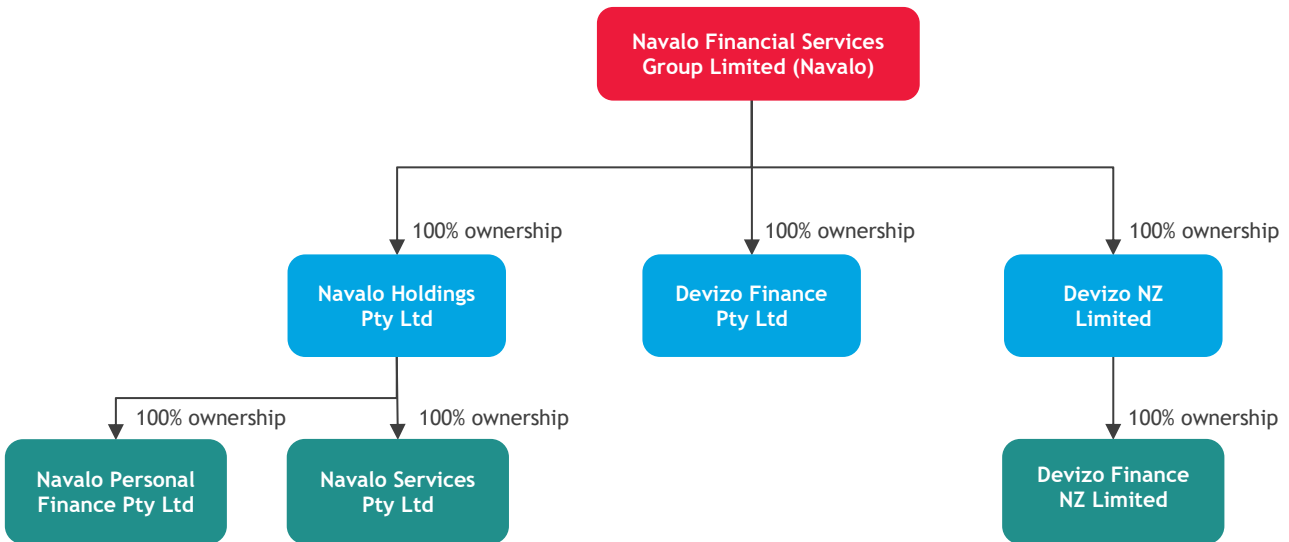 Navalo Financial Services
Group Limited (Navalo)
100% ownership
100% ownership
100% ownership
Navalo Holdings
Pty Ltd
Devizo Finance
Pty Ltd
Devizo NZ
Limited
100% ownership
100% ownership
100% ownership
Navalo Personal
Finance Pty Ltd
Navalo Services
Pty Ltd
Devizo Finance
NZ Limited